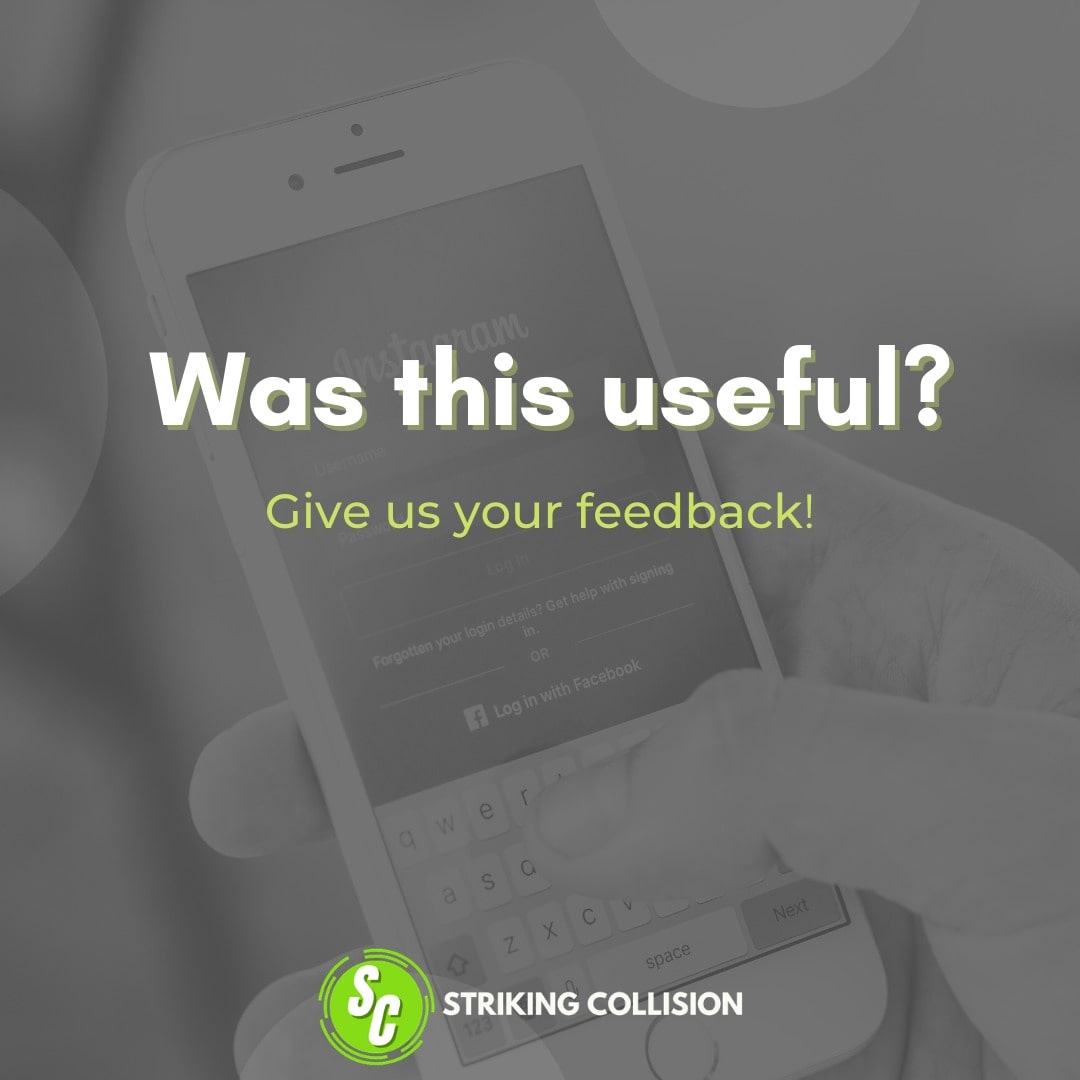 Instagram
Was this useful?
Username
Give us your feedback!
Password
Log In
Forgotten your login details? Get help with signing
in.
OR
f Log in with Facebook
q w e r
a s d
z x c v
123 space Next
SC STRIKING COLLISION